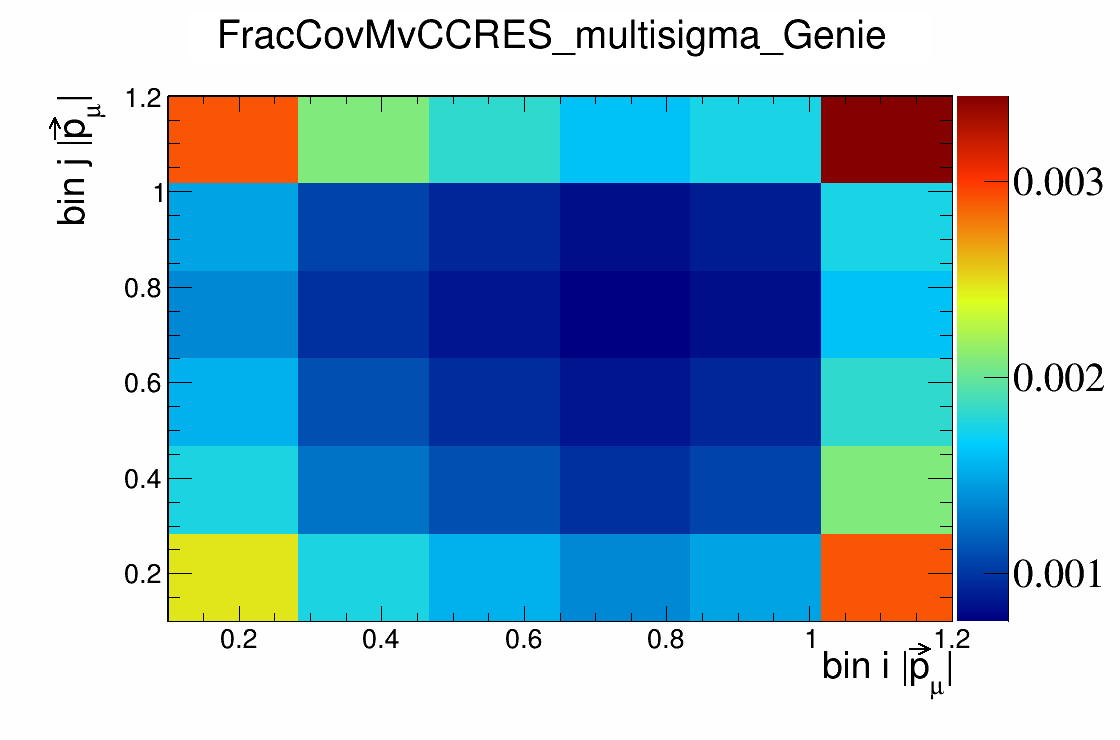 FracCovMvCCRES_multisigma_Genie
bin j |p⃗μ|
1.2
1
0.8
0.6
0.4
0.2
0.2 0.4 0.6 0.8 1 1.2
bin i |p⃗μ|
0.003
0.002
0.001